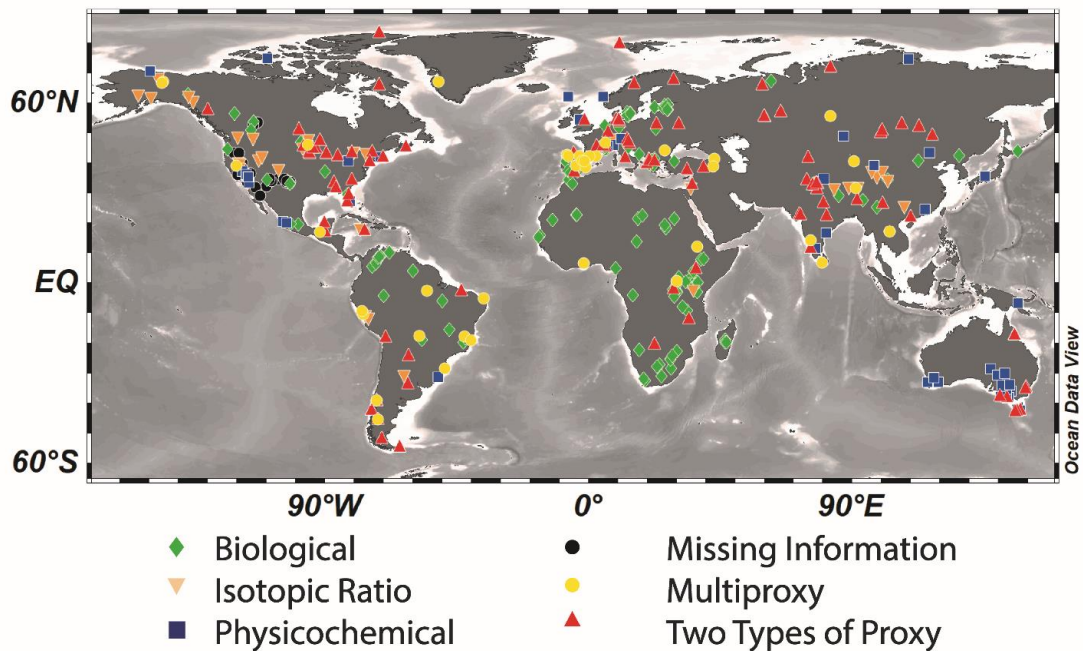 60°N
EQ
60°S
90°W 0° 90°E
Ocean Data View
Biological Missing Information
Isotopic Ratio Multiproxy
Physicochemical Two Types of Proxy